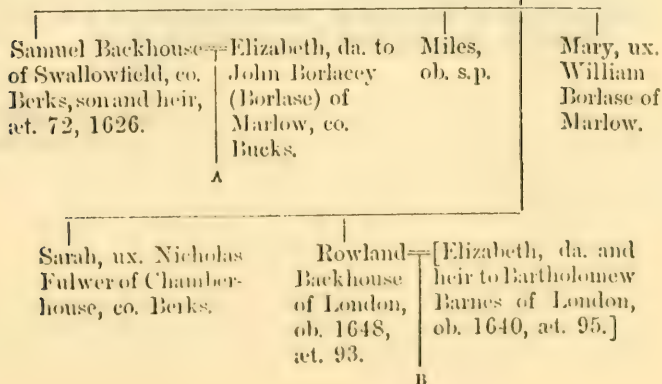 Samuel Backhouse
of Swallowfield, co.
Berks, son and heir,
æt. 72, 1626.
Elizabeth, da. to
John Borlacey
(Borlase) of
Marlow, co.
Bucks.
Miles,
ob. s.p.
Mary, ux.
William
Borlase of
Marlow.
A
Sarah, ux. Nicholas
Fulwer of Chamber-
house, co. Berks.
Rowland
Backhouse
of London,
ob. 1648,
æt. 93.
[Elizabeth, da. and
heir to Bartholomew
Barnes of London,
ob. 1640, æt. 95.]
B